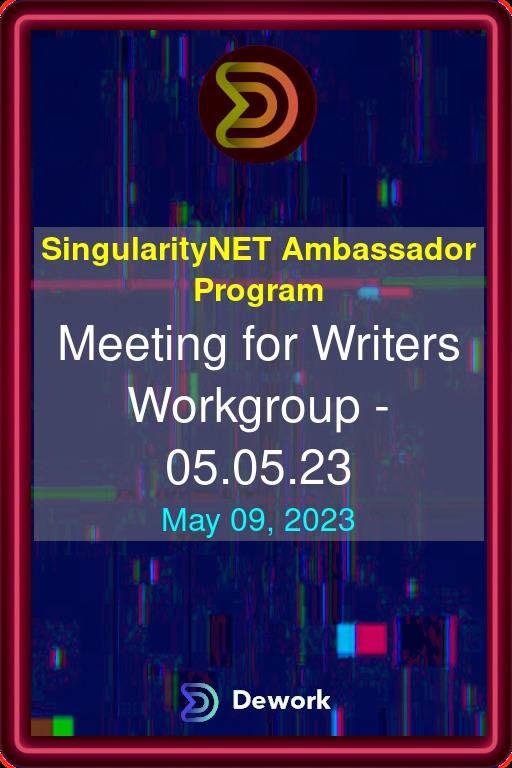 SingularityNET Ambassador
Program
Meeting for Writers
Workgroup -
05.05.23
May 09, 2023
Dework